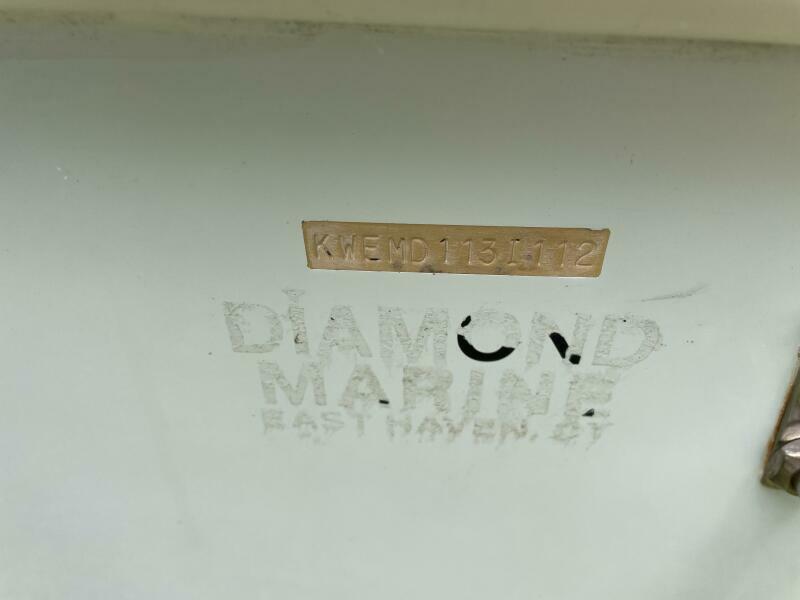 KWEMD113I112
DIAMOND
MARINE
EAST HAVEN, CT